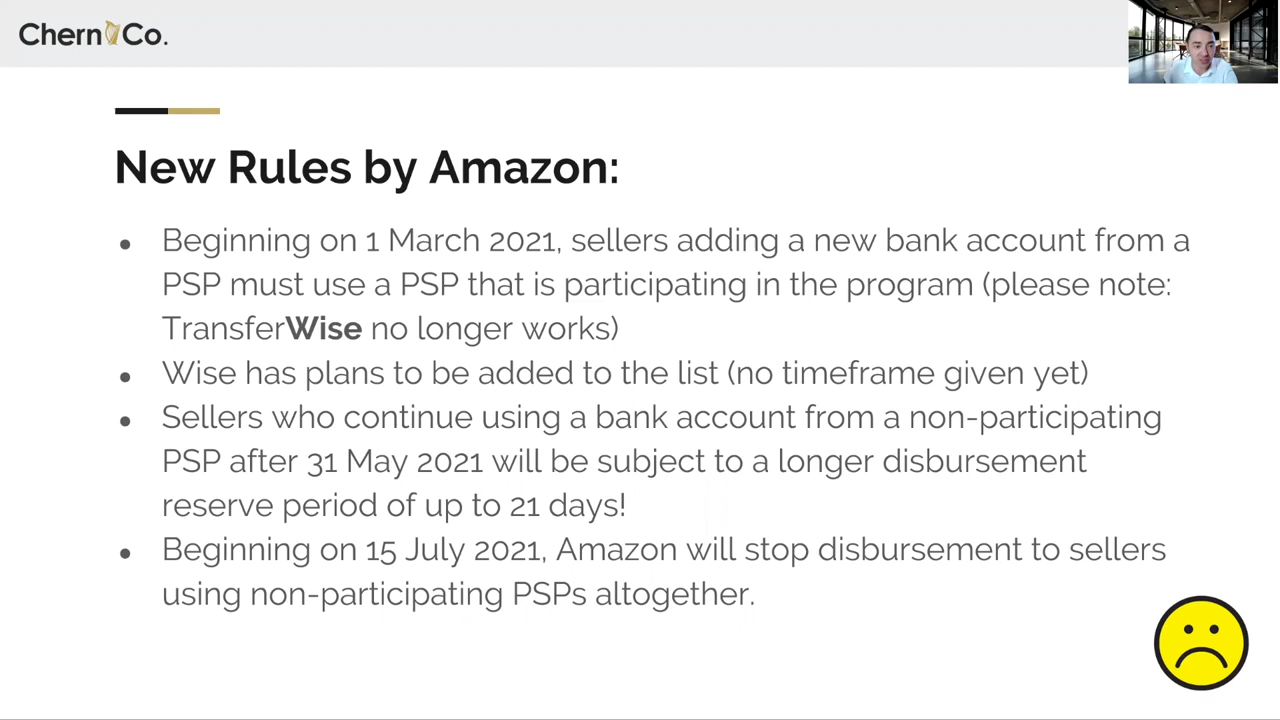 Chern Co.
New Rules by Amazon:
● Beginning on 1 March 2021, sellers adding a new bank account from a
PSP must use a PSP that is participating in the program (please note:
TransferWise no longer works)
● Wise has plans to be added to the list (no timeframe given yet)
● Sellers who continue using a bank account from a non-participating
PSP after 31 May 2021 will be subject to a longer disbursement
reserve period of up to 21 days!
● Beginning on 15 July 2021, Amazon will stop disbursement to sellers
using non-participating PSPs altogether.